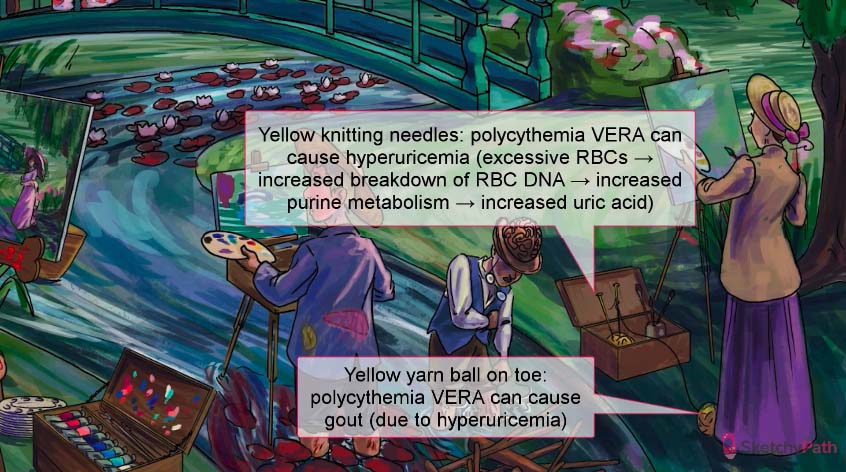 Yellow knitting needles: polycythemia VERA can
cause hyperuricemia (excessive RBCs →
increased breakdown of RBC DNA → increased
purine metabolism → increased uric acid)
Yellow yarn ball on toe:
polycythemia VERA can cause
gout (due to hyperuricemia)
SketchyPath